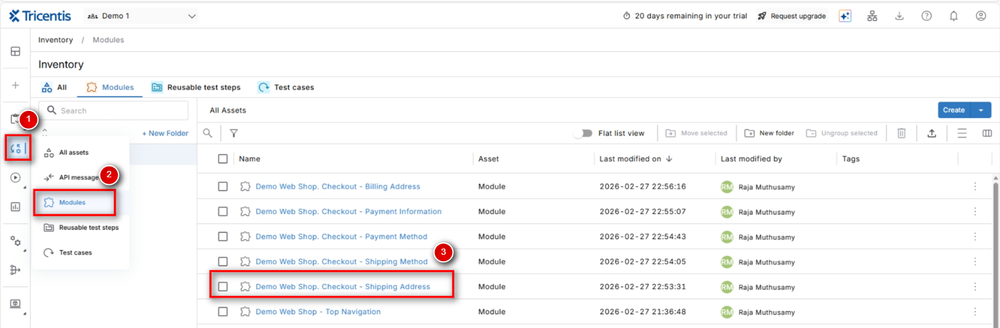 Tricentis Demo 1 20 days remaining in your trial Request upgrade
Inventory / Modules
Inventory
All Modules Reusable test steps Test cases
Search All Assets Create
1
+ New Folder Flat list view Move selected New folder Ungroup selected
All assets
Name Asset Last modified on Last modified by Tags
API message
2
Demo Web Shop. Checkout - Billing Address Module 2026-02-27 22:56:16 RM Raja Muthusamy
Modules
Demo Web Shop. Checkout - Payment Information Module 2026-02-27 22:55:07 RM Raja Muthusamy
Reusable test steps
Demo Web Shop. Checkout - Payment Method Module 2026-02-27 22:54:43 RM Raja Muthusamy
Test cases
3
Demo Web Shop. Checkout - Shipping Method Module 2026-02-27 22:54:05 RM Raja Muthusamy
Demo Web Shop. Checkout - Shipping Address Module 2026-02-27 22:53:31 RM Raja Muthusamy
Demo Web Shop - Top Navigation Module 2026-02-27 21:36:48 RM Raja Muthusamy